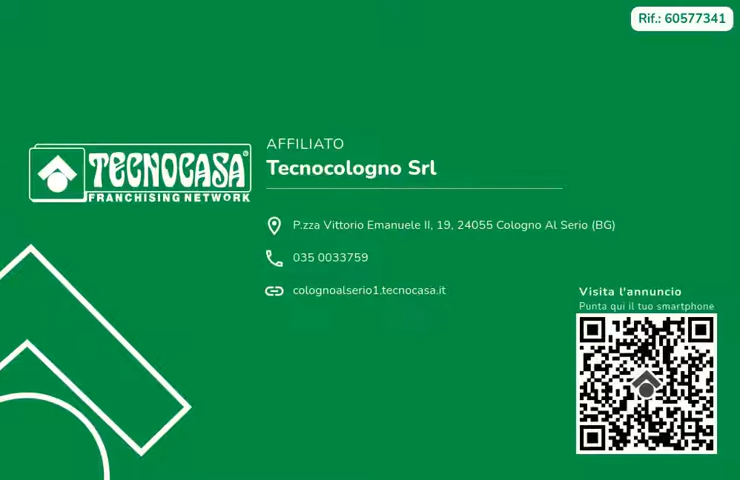 Rif.: 60577341
TECNOCASA®
FRANCHISING NETWORK
AFFILIATO
Tecnocologno Srl
P.zza Vittorio Emanuele II, 19, 24055 Cologno Al Serio (BG)
035 0033759
colognoalserio1.tecnocasa.it
Visita l'annuncio
Punta qui il tuo smartphone